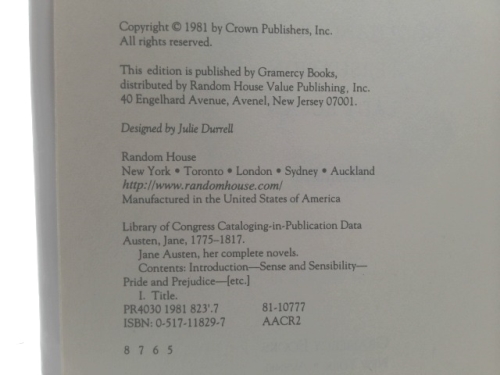 Copyright © 1981 by Crown Publishers, Inc.
All rights reserved.
This edition is published by Gramercy Books,
distributed by Random House Value Publishing, Inc.
40 Engelhard Avenue, Avenel, New Jersey 07001.
Designed by Julie Durrell
Random House
New York • Toronto • London • Sydney • Auckland
http://www.randomhouse.com/
Manufactured in the United States of America
Library of Congress Cataloging-in-Publication Data
Austen, Jane, 1775–1817.
Jane Austen, her complete novels.
Contents: Introduction—Sense and Sensibility—
Pride and Prejudice—[etc.]
I. Title.
PR4030 1981 823'.7 81-10777
ISBN: 0-517-11829-7 AACR2
8 7 6 5